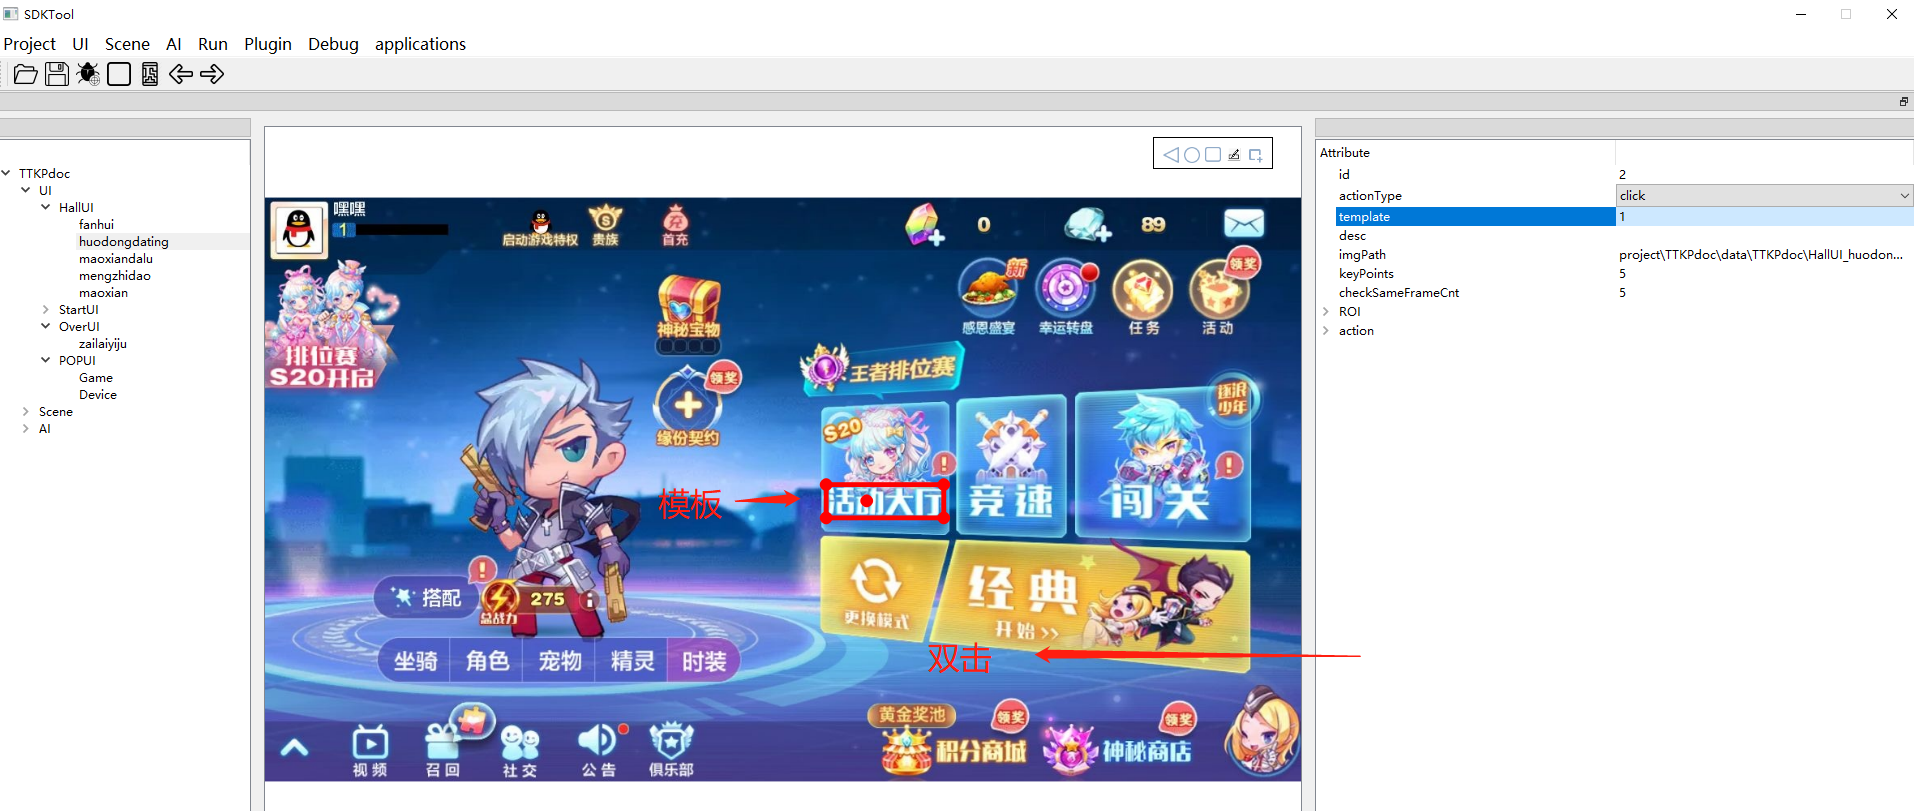 SDKTool
Project UI Scene AI Run Plugin Debug applications
TTKPdoc
UI
HallUI
fanhui
huodongdating
maoxiandalu
mengzhidao
maoxian
StartUI
OverUI
zailaiyiju
POPUI
Game
Device
Scene
AI
嘿嘿
1
启动游戏特权
贵族
首充
0
89
新
领奖
感恩盛宴
幸运转盘
任务
活动
神秘宝物
排位赛
S20开启
领奖
缘份契约
王者排位赛
逐浪
少年
S20
模板
活动大厅
竞速
闯关
搭配
275
总战力
更换模式
经典
开始>>
双击
坐骑
角色
宠物
精灵
时装
黄金奖池
领奖
领奖
积分商城
神秘商店
视频
召回
社交
公告
俱乐部
Attribute
id 2
actionType click
template 1
desc
imgPath project\TTKPdoc\data\TTKPdoc\HallUI_huodon...
keyPoints 5
checkSameFrameCnt 5
ROI
action